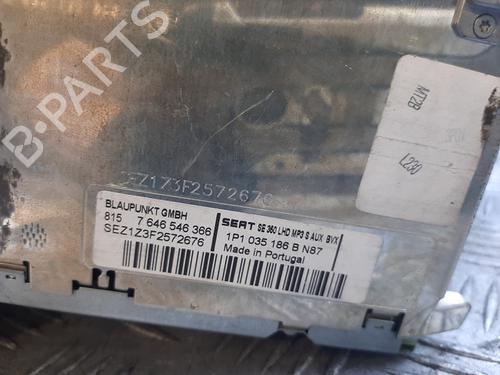 B-PARTS
MT2B
L230
SEZ1Z3F2572676
BLAUPUNKT GMBH
815 7 646 546 366
SEZ1Z3F2572676
SEAT SE 360 LHD MP3 S AUX BVX
1P1 035 186 B N87
Made in Portugal